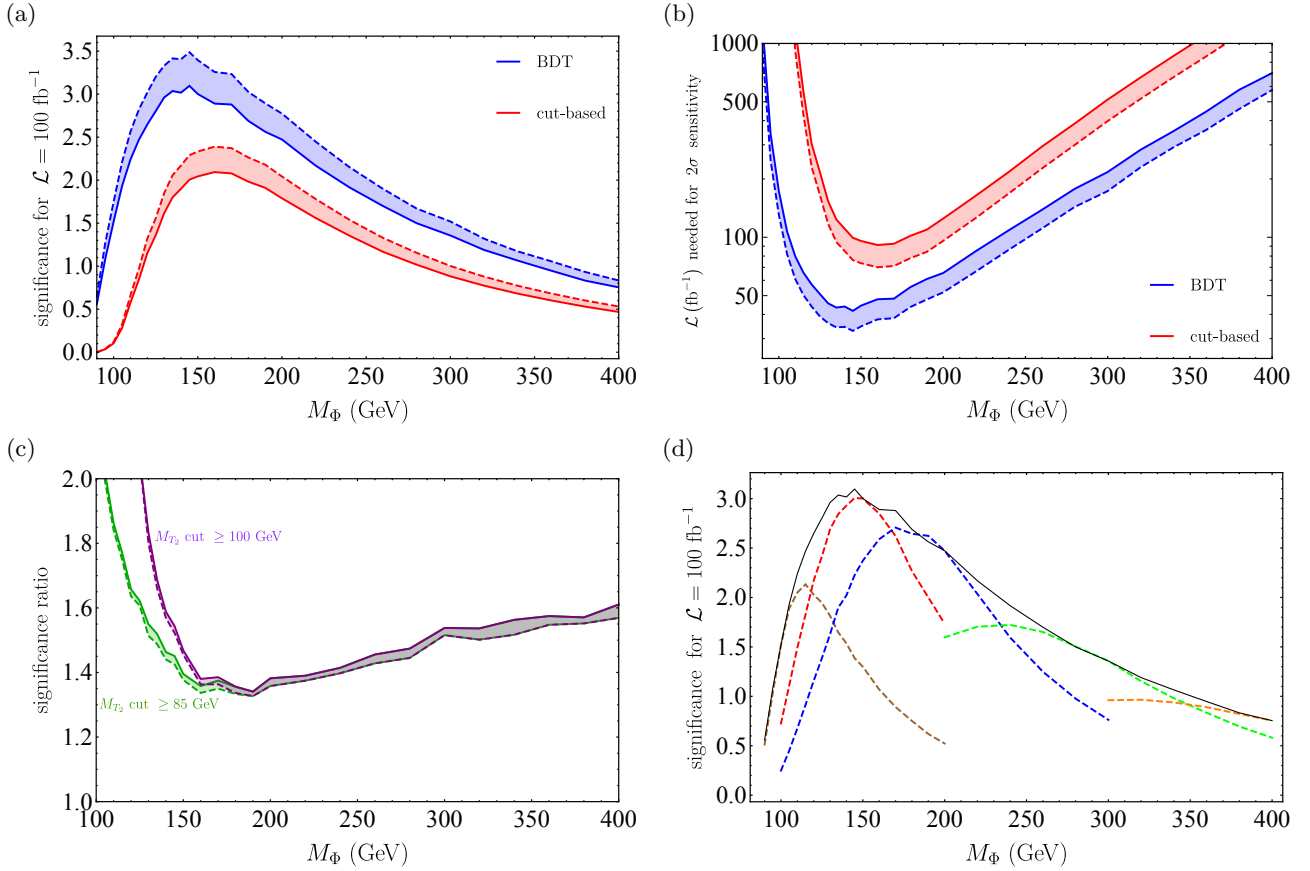 (a)
significance for ℒ = 100 fb⁻¹
3.5
3.0
2.5
2.0
1.5
1.0
0.5
0.0
BDT
cut-based
100 150 200 250 300 350 400
M_Φ (GeV)
(b)
ℒ (fb⁻¹) needed for 2σ sensitivity
1000
500
100
50
BDT
cut-based
100 150 200 250 300 350 400
M_Φ (GeV)
(c)
significance ratio
2.0
1.8
1.6
1.4
1.2
1.0
M_{T₂} cut ≥ 100 GeV
M_{T₂} cut ≥ 85 GeV
100 150 200 250 300 350 400
M_Φ (GeV)
(d)
significance for ℒ = 100 fb⁻¹
3.0
2.5
2.0
1.5
1.0
0.5
0.0
100 150 200 250 300 350 400
M_Φ (GeV)